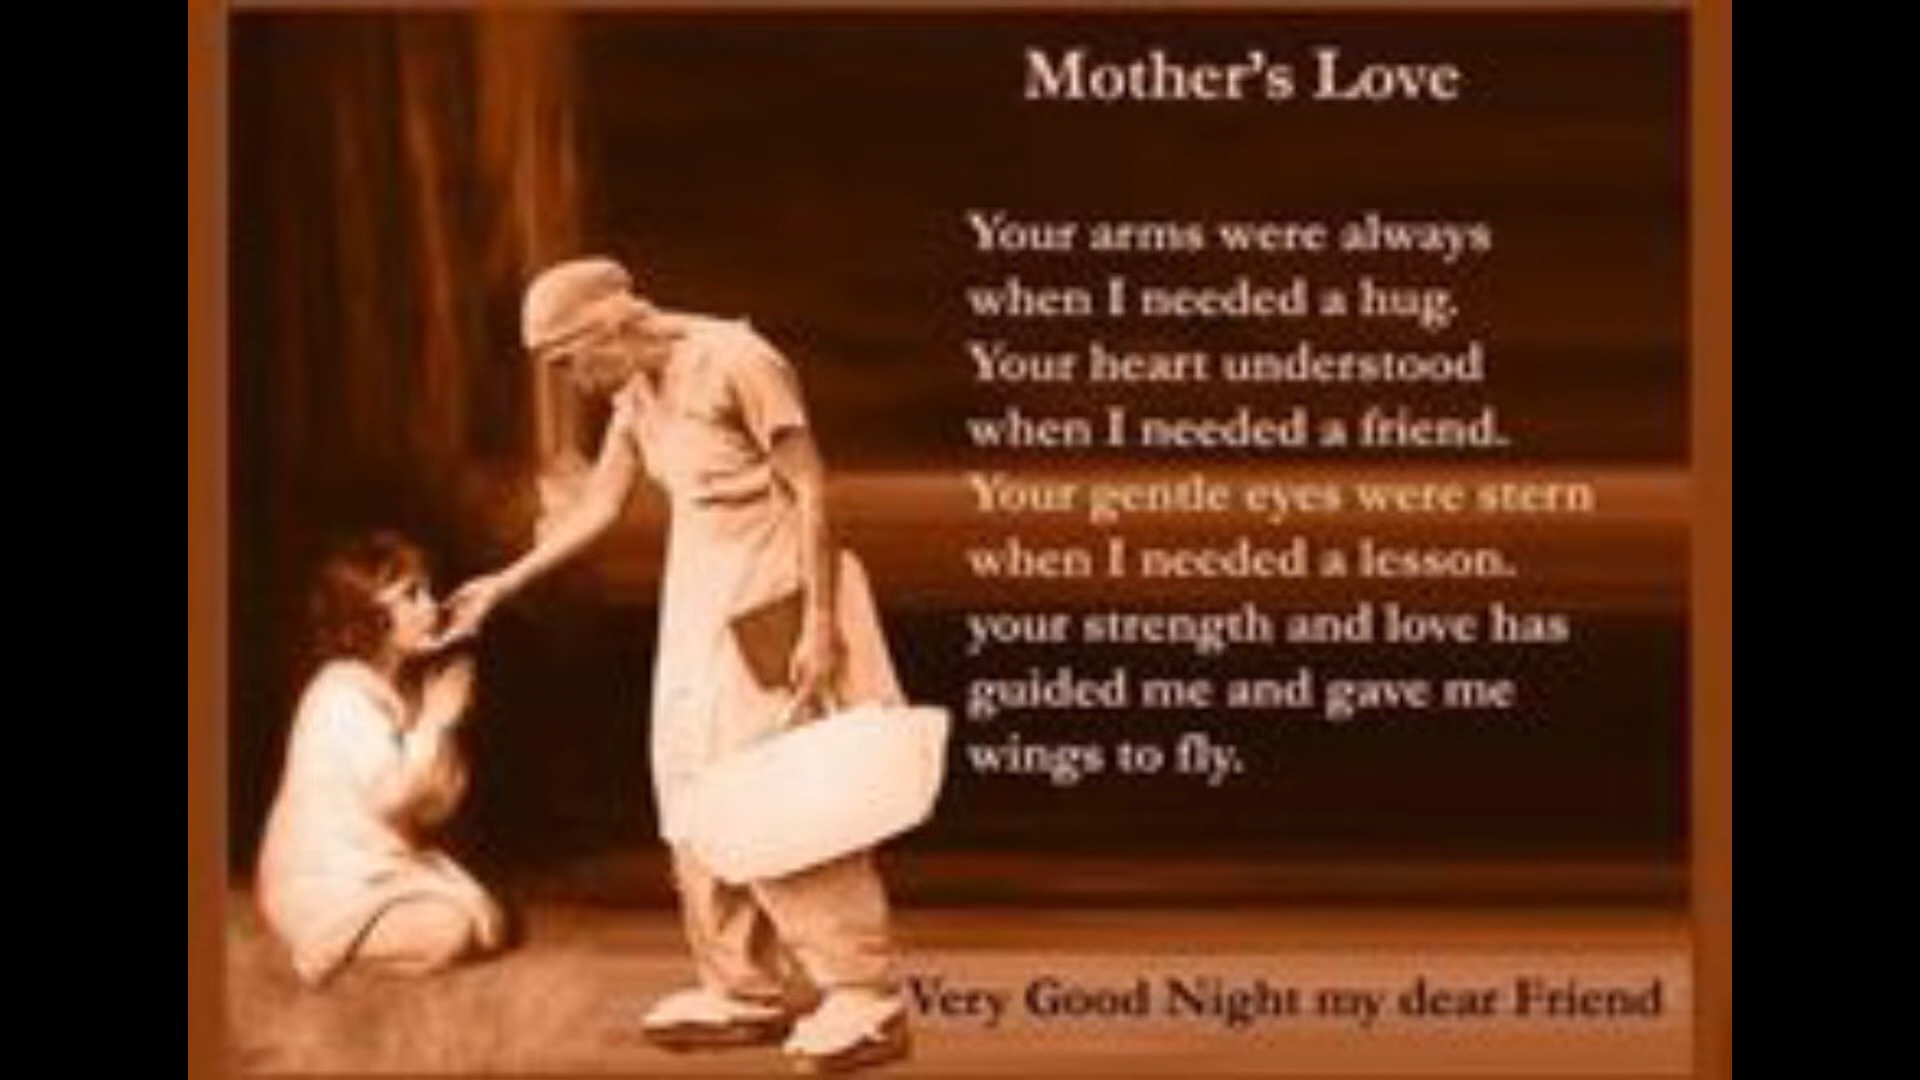 Mother's Love
Your arms were always
when I needed a hug.
Your heart understood
when I needed a friend.
Your gentle eyes were stern
when I needed a lesson.
your strength and love has
guided me and gave me
wings to fly.
Very Good Night my dear Friend